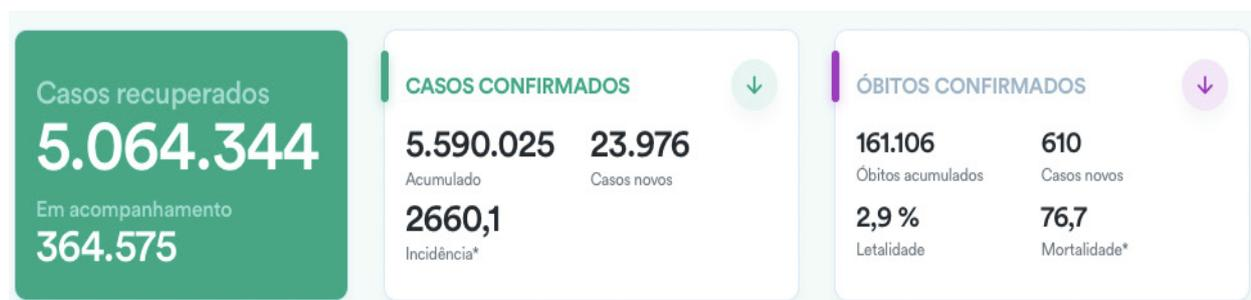 Casos recuperados
5.064.344
Em acompanhamento
364.575
CASOS CONFIRMADOS
5.590.025
Acumulado
23.976
Casos novos
2660,1
Incidência*
ÓBITOS CONFIRMADOS
161.106
Óbitos acumulados
610
Casos novos
2,9 %
Letalidade
76,7
Mortalidade*